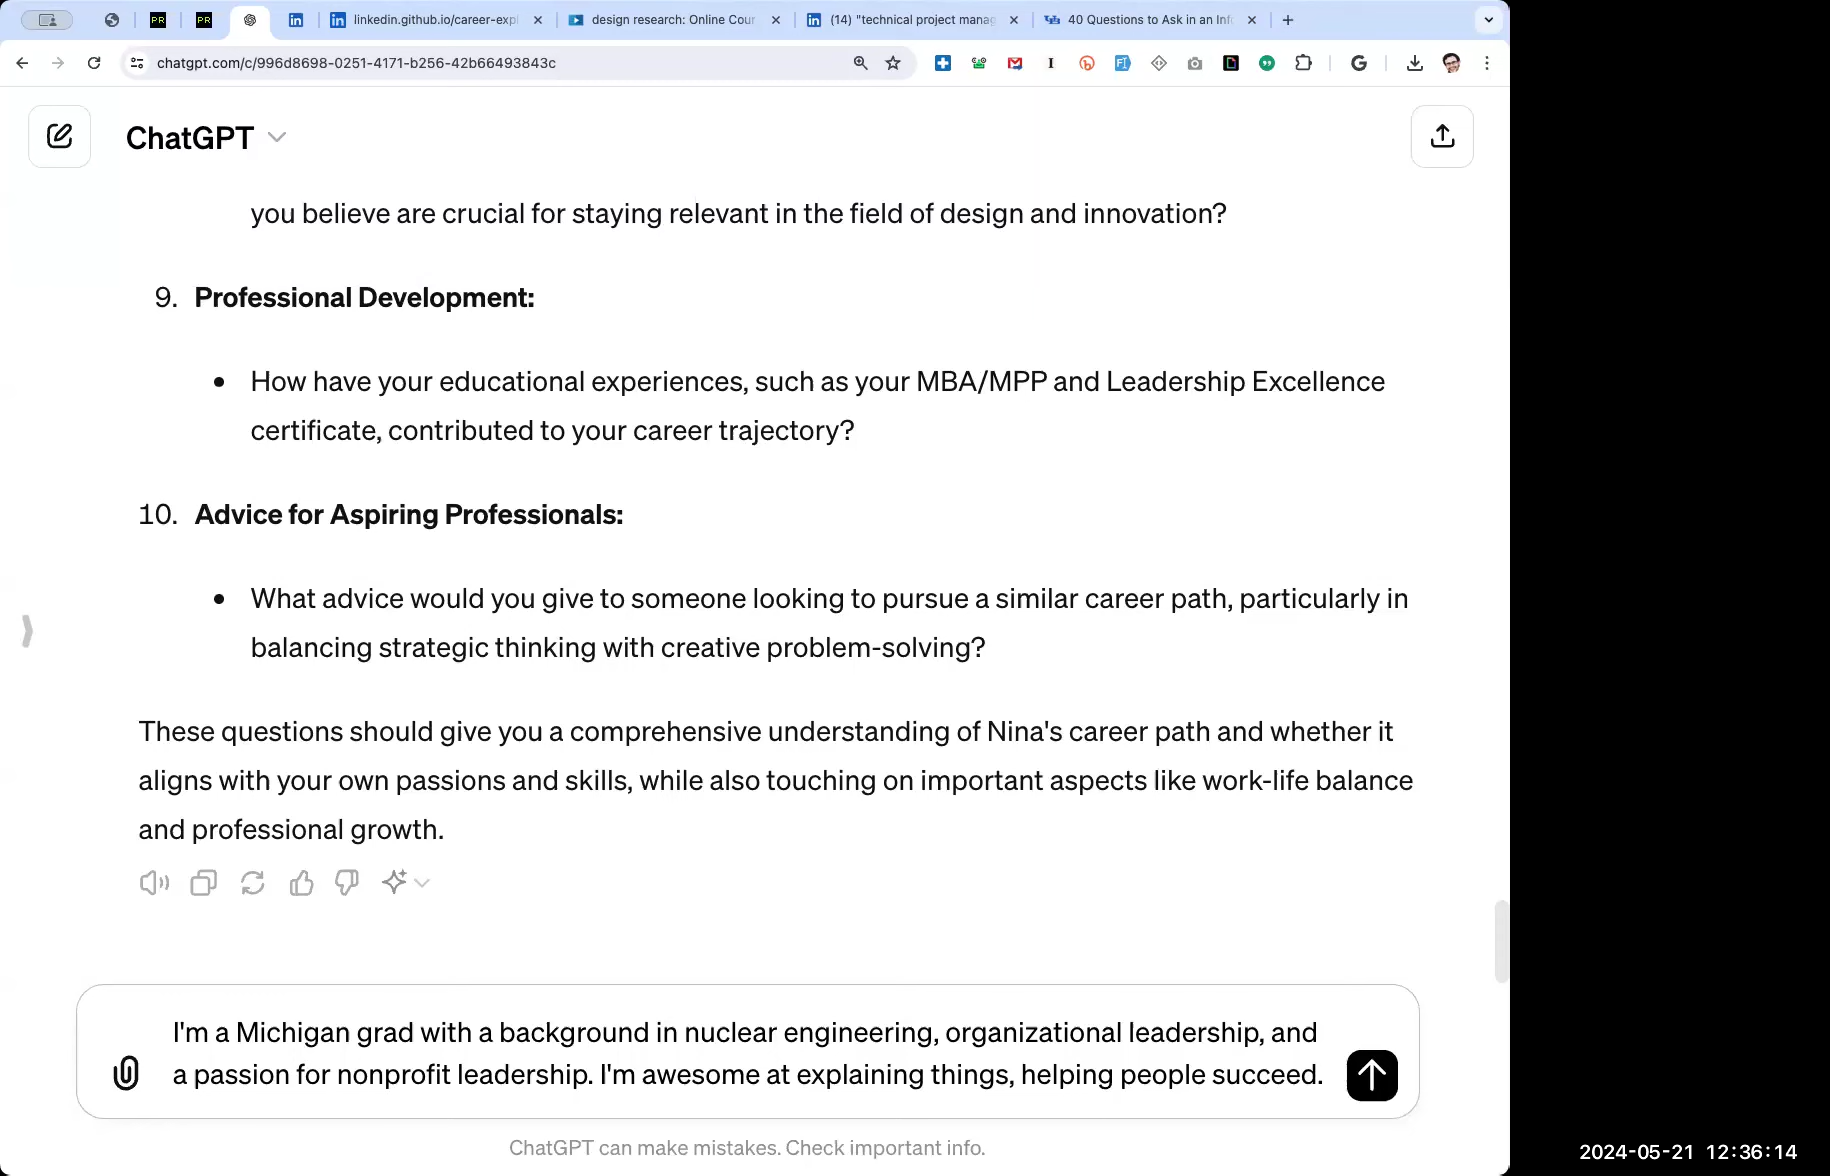 PR
PR
linkedin.github.io/career-expl
design research: Online Cour
(14) "technical project manag
40 Questions to Ask in an Info
chatgpt.com/c/996d8698-0251-4171-b256-42b66493843c
ChatGPT
you believe are crucial for staying relevant in the field of design and innovation?
9. Professional Development:
• How have your educational experiences, such as your MBA/MPP and Leadership Excellence
certificate, contributed to your career trajectory?
10. Advice for Aspiring Professionals:
• What advice would you give to someone looking to pursue a similar career path, particularly in
balancing strategic thinking with creative problem-solving?
These questions should give you a comprehensive understanding of Nina's career path and whether it
aligns with your own passions and skills, while also touching on important aspects like work-life balance
and professional growth.
I'm a Michigan grad with a background in nuclear engineering, organizational leadership, and
a passion for nonprofit leadership. I'm awesome at explaining things, helping people succeed.
ChatGPT can make mistakes. Check important info.
2024-05-21 12:36:14